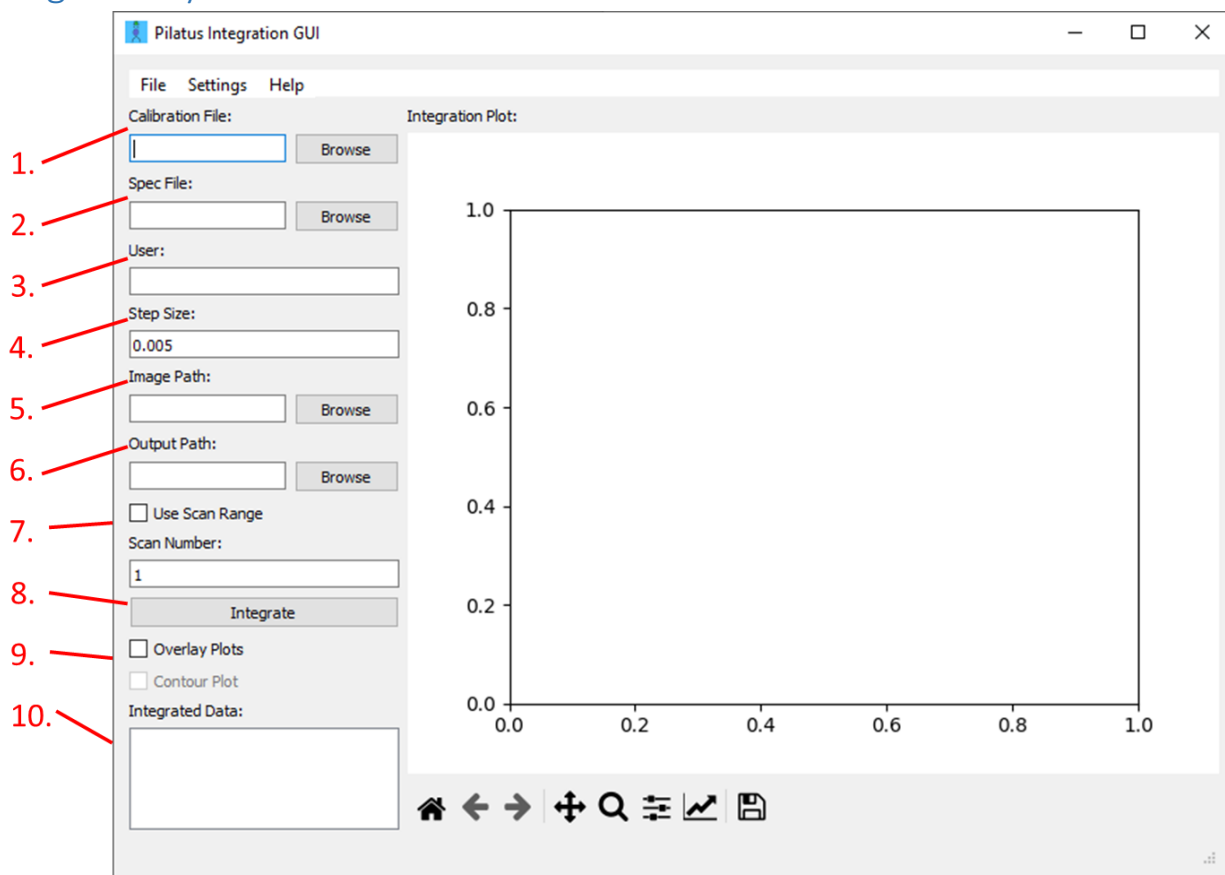 Pilatus Integration GUI
File Settings Help
Calibration File:
Integration Plot:
1.
Browse
Spec File:
2.
Browse
User:
3.
Step Size:
4.
0.005
Image Path:
5.
Browse
Output Path:
6.
Browse
7.
Use Scan Range
Scan Number:
1
8.
Integrate
9.
Overlay Plots
Contour Plot
10.
Integrated Data:
1.0
0.8
0.6
0.4
0.2
0.0
0.0 0.2 0.4 0.6 0.8 1.0